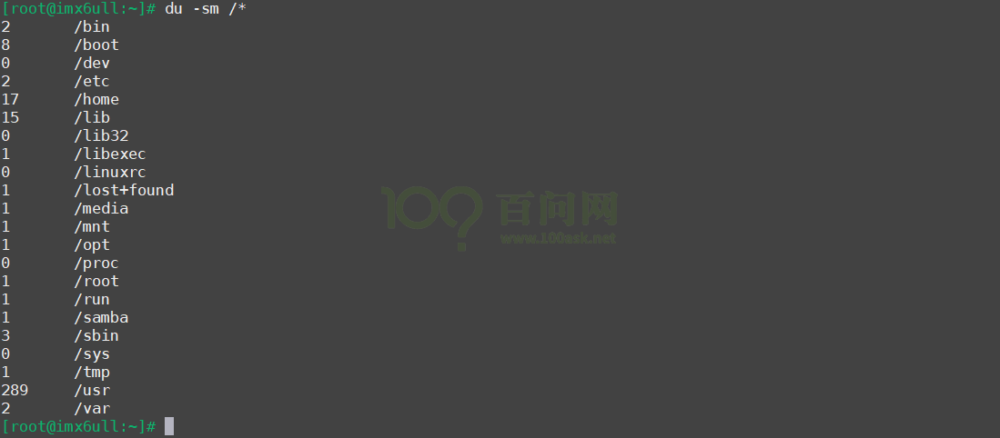 [root@imx6ull:~]# du -sm /*
2 /bin
8 /boot
0 /dev
2 /etc
17 /home
15 /lib
0 /lib32
1 /libexec
0 /linuxrc
1 /lost+found
1 /media
1 /mnt
1 /opt
0 /proc
1 /root
1 /run
1 /samba
3 /sbin
0 /sys
1 /tmp
289 /usr
2 /var
[root@imx6ull:~]#
100 百问网
www.100ask.net